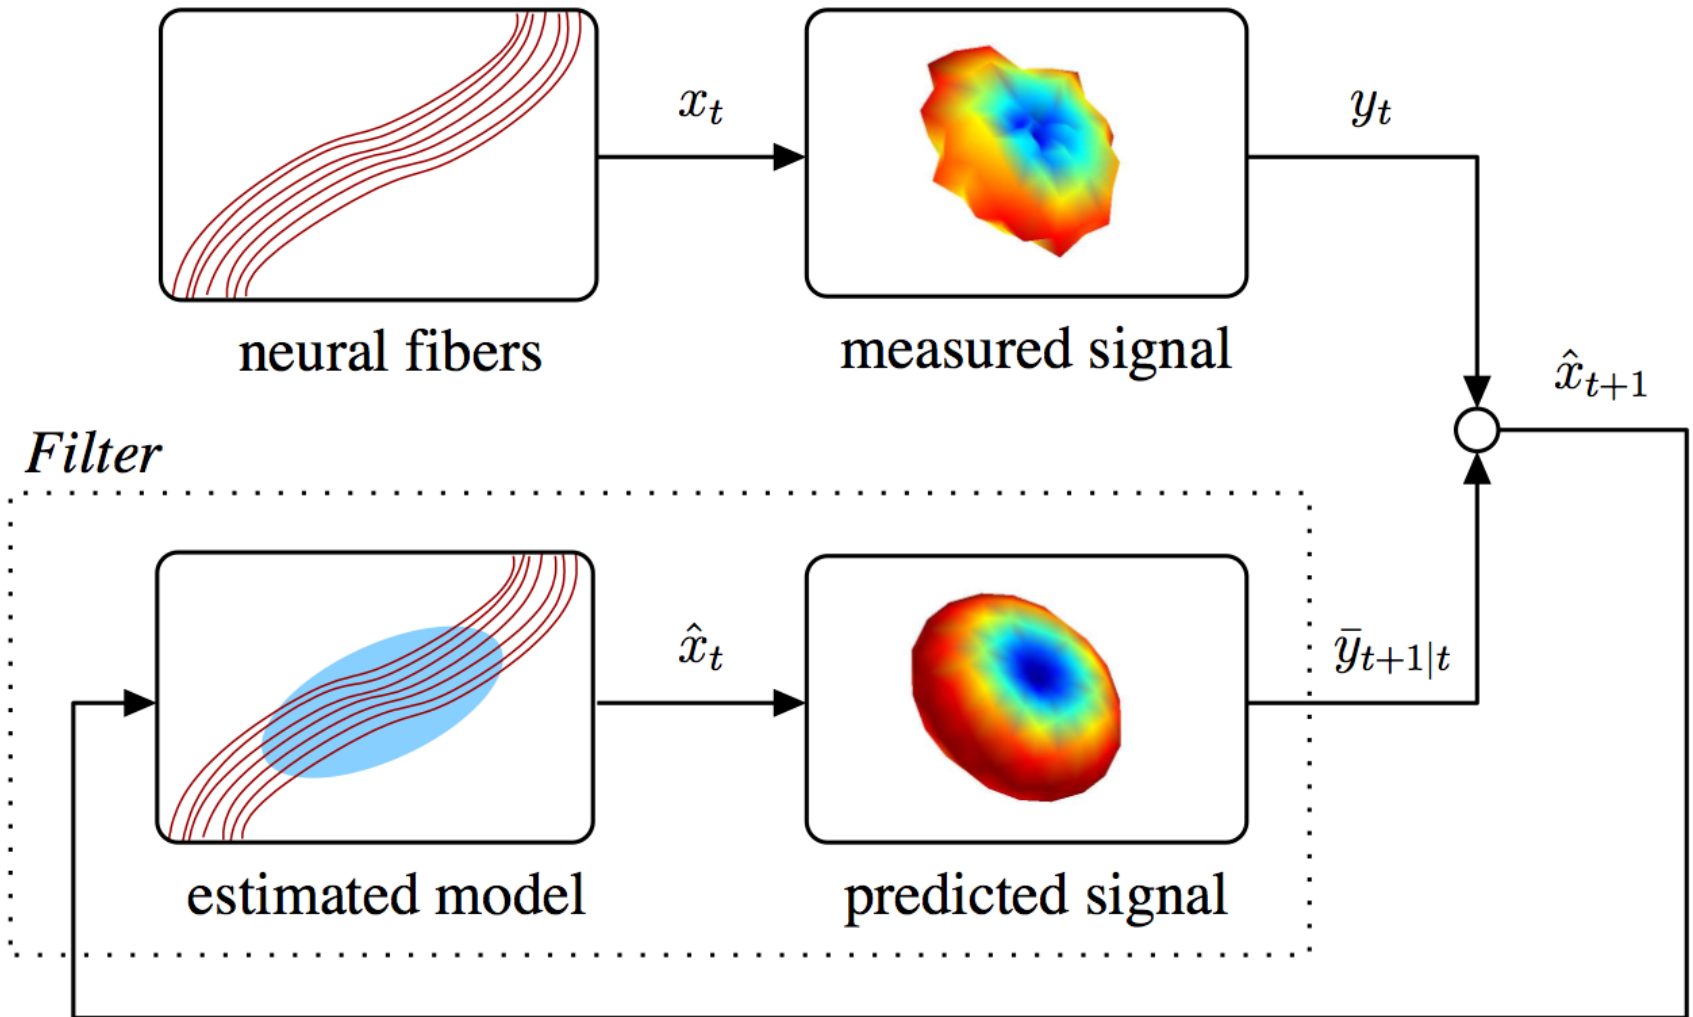 x_t
y_t
neural fibers
measured signal
x̂_{t+1}
Filter
x̂_t
ȳ_{t+1|t}
estimated model
predicted signal